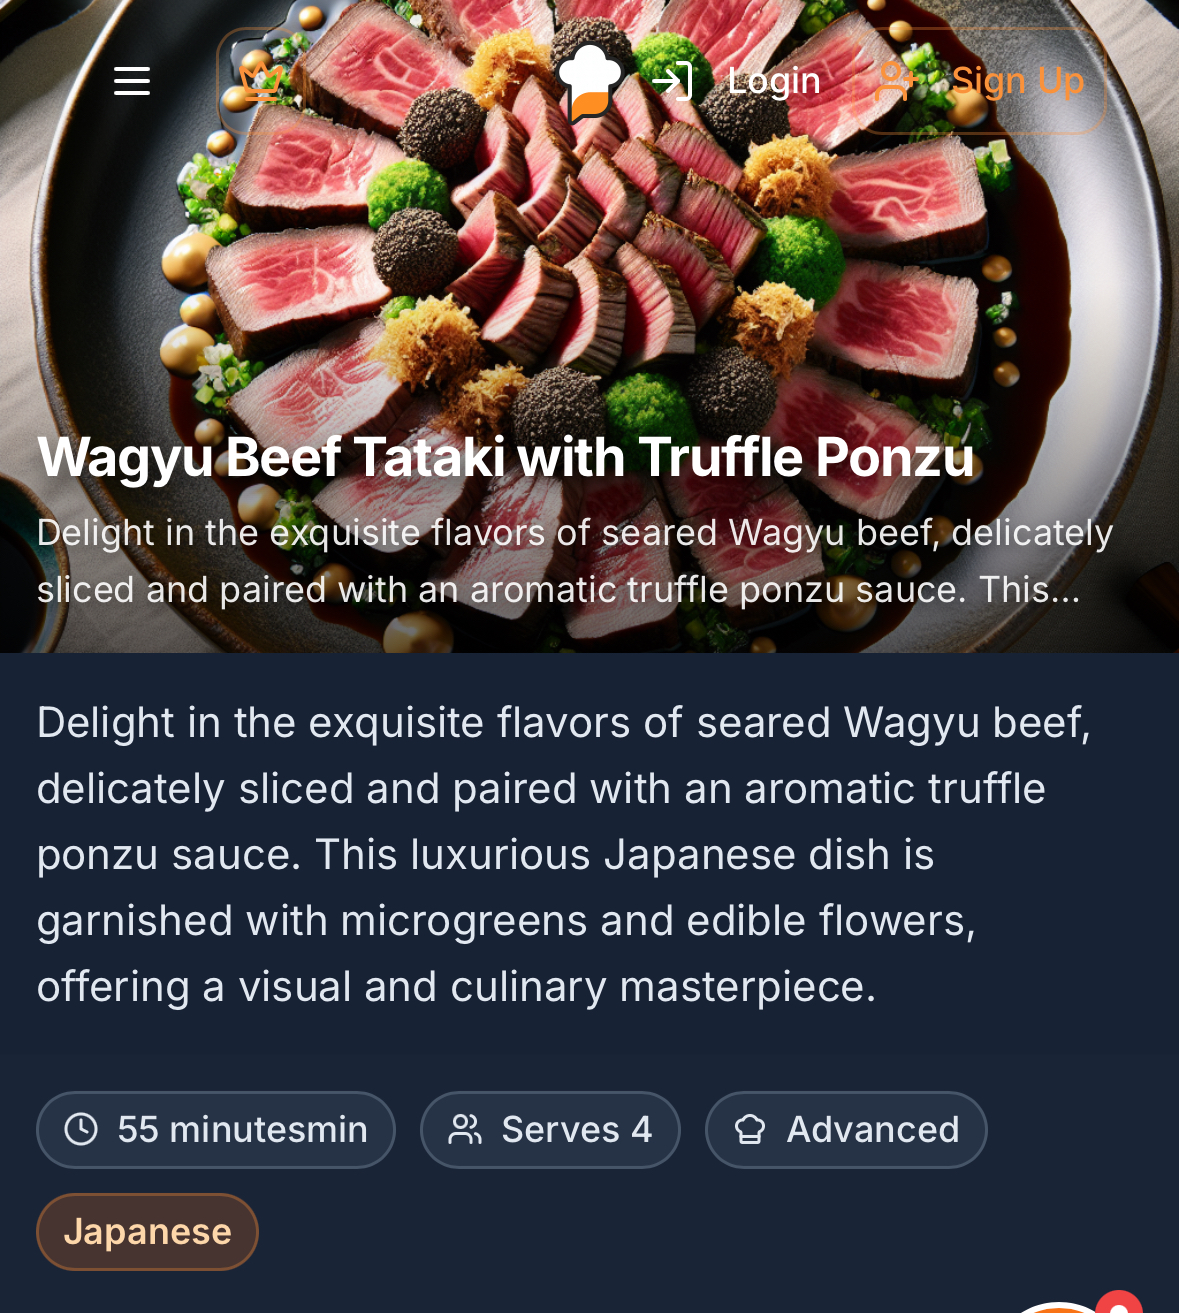 Login
Sign Up
Wagyu Beef Tataki with Truffle Ponzu
Delight in the exquisite flavors of seared Wagyu beef, delicately
sliced and paired with an aromatic truffle ponzu sauce. This...
Delight in the exquisite flavors of seared Wagyu beef,
delicately sliced and paired with an aromatic truffle
ponzu sauce. This luxurious Japanese dish is
garnished with microgreens and edible flowers,
offering a visual and culinary masterpiece.
55 minutesmin
Serves 4
Advanced
Japanese